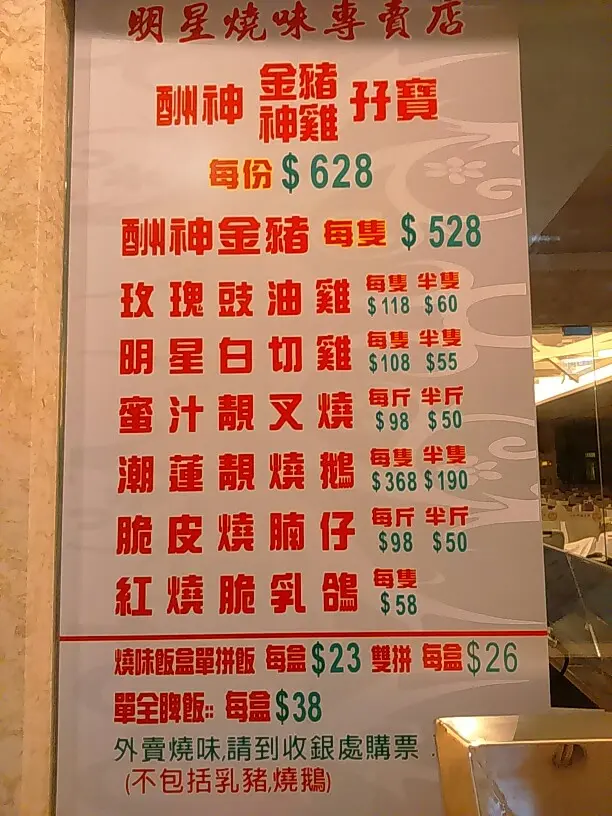 明星燒味專賣店
酬神 金豬 孖寶
神雞
每份 $628
酬神金豬 每隻 $528
玫瑰豉油雞 每隻 $118 半隻 $60
明星白切雞 每隻 $108 半隻 $55
蜜汁靚叉燒 每斤 $98 半斤 $50
潮蓮靚燒鵝 每隻 $368 半隻 $190
脆皮燒腩仔 每斤 $98 半斤 $50
紅燒脆乳鴿 每隻 $58
燒味飯盒單拼飯 每盒 $23 雙拼 每盒 $26
單全髀飯:: 每盒 $38
外賣燒味,請到收銀處購票.
(不包括乳豬,燒鵝)